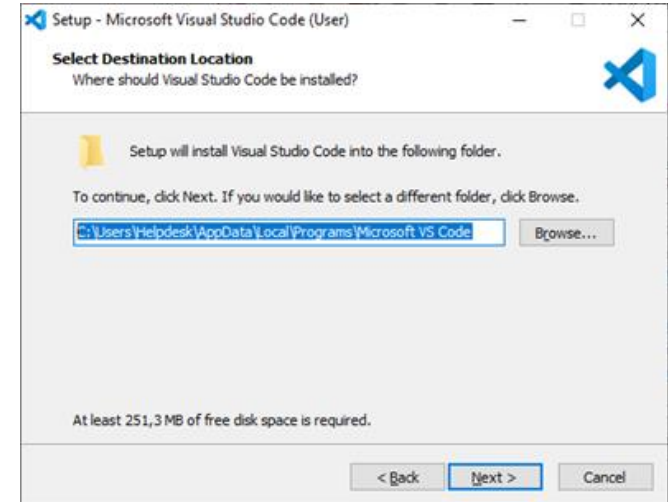 Setup - Microsoft Visual Studio Code (User)
Select Destination Location
Where should Visual Studio Code be installed?
Setup will install Visual Studio Code into the following folder.
To continue, click Next. If you would like to select a different folder, click Browse.
C:\Users\Helpdesk\AppData\Local\Programs\Microsoft VS Code
Browse...
At least 251,3 MB of free disk space is required.
< Back Next > Cancel